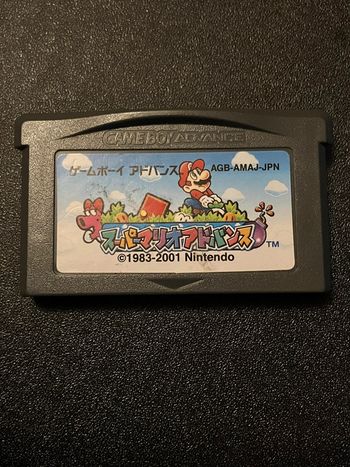 GAME BOY ADVANCE
ゲームボーイ アドバンス AGB-AMAJ-JPN
スーパーマリオアドバンス TM
©1983-2001 Nintendo